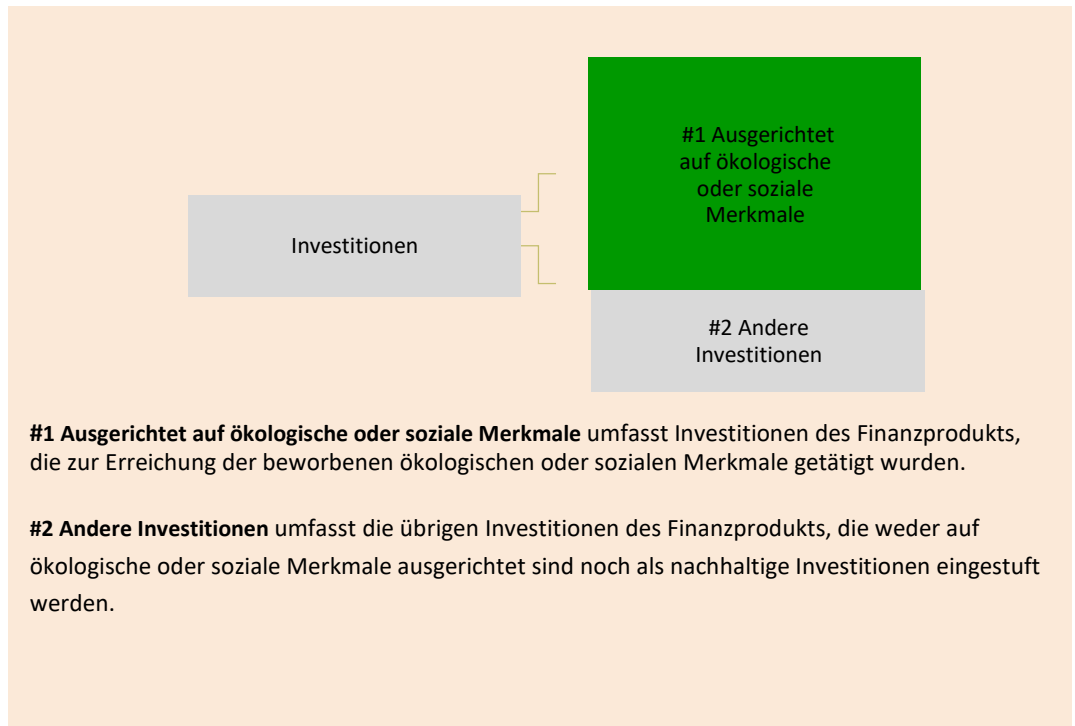 #1 Ausgerichtet
auf ökologische
oder soziale
Merkmale
Investitionen
#2 Andere
Investitionen
#1 Ausgerichtet auf ökologische oder soziale Merkmale umfasst Investitionen des Finanzprodukts,
die zur Erreichung der beworbenen ökologischen oder sozialen Merkmale getätigt wurden.
#2 Andere Investitionen umfasst die übrigen Investitionen des Finanzprodukts, die weder auf
ökologische oder soziale Merkmale ausgerichtet sind noch als nachhaltige Investitionen eingestuft
werden.